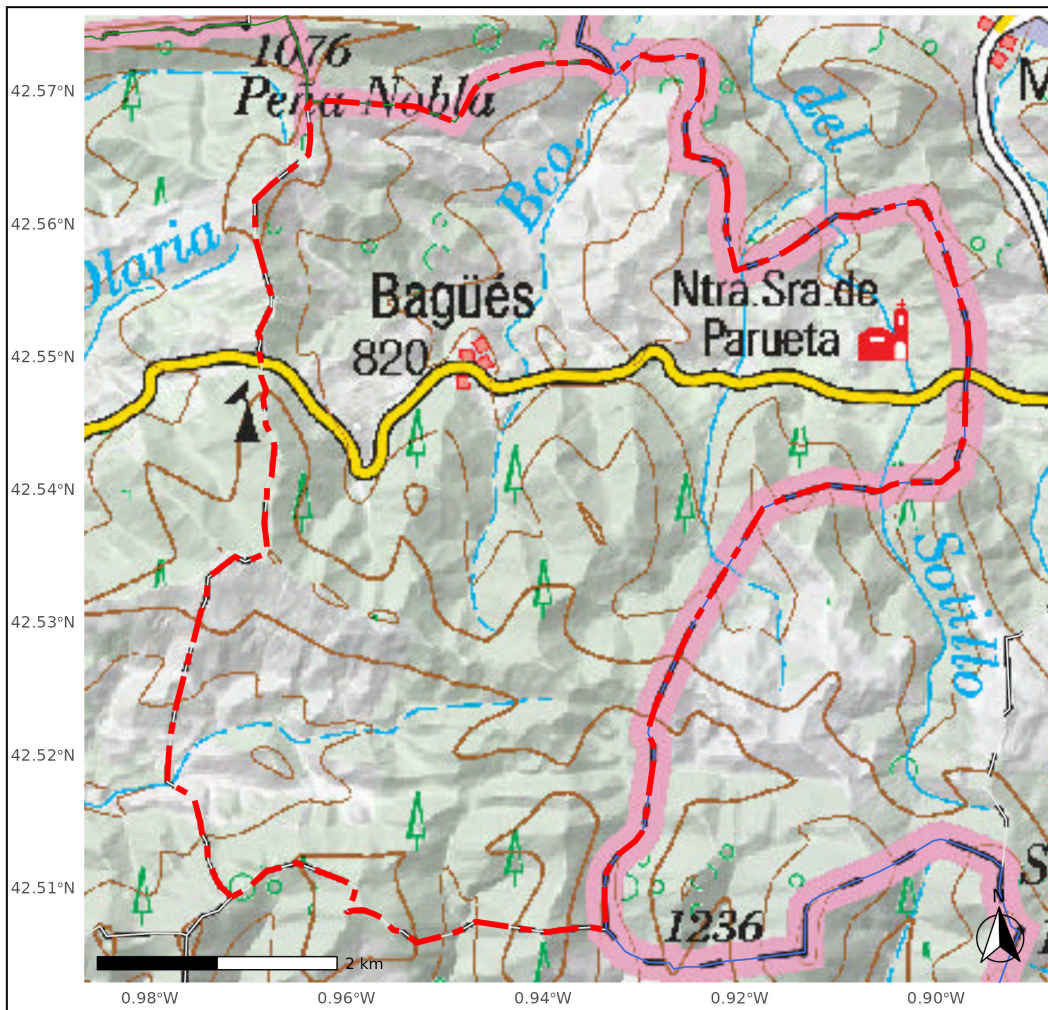 1076
Peña Nobla
M
del
Bco.
Olaria
Bagüés
820
Ntra.Sra.de
Parueta
Sotillo
1236
S
N
2 km
42.57°N
42.56°N
42.55°N
42.54°N
42.53°N
42.52°N
42.51°N
0.98°W
0.96°W
0.94°W
0.92°W
0.90°W